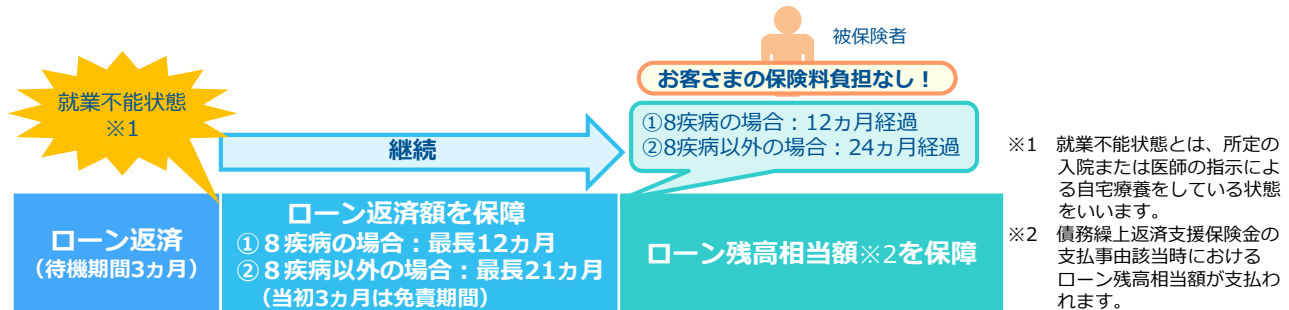 被保険者
お客さまの保険料負担なし！
就業不能状態
※1
継続
①8疾病の場合：12ヵ月経過
②8疾病以外の場合：24ヵ月経過
ローン返済
（待機期間3ヵ月）
ローン返済額を保障
①８疾病の場合：最長12ヵ月
②８疾病以外の場合：最長21ヵ月
（当初3ヵ月は免責期間）
ローン残高相当額※2を保障
※1　就業不能状態とは、所定の
入院または医師の指示によ
る自宅療養をしている状態
をいいます。
※2　債務繰上返済支援保険金の
支払事由該当時における
ローン残高相当額が支払わ
れます。